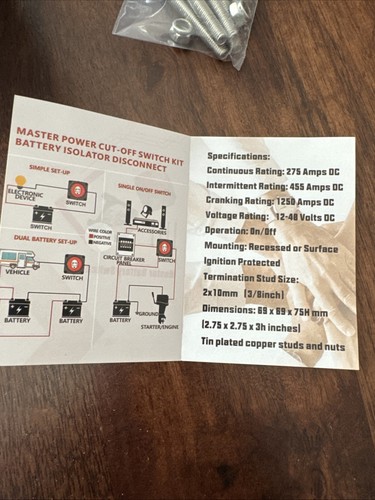 MASTER POWER CUT-OFF SWITCH KIT
BATTERY ISOLATOR DISCONNECT
SIMPLE SET-UP
ELECTRONIC
DEVICE
SWITCH
BATTERY
SINGLE ON/OFF SWITCH
ACCESSORIES
WIRE COLOR
POSITIVE
NEGATIVE
CIRCUIT BREAKER
PANEL
SWITCH
BATTERY
GROUND
STARTER/ENGINE
DUAL BATTERY SET-UP
VEHICLE
SWITCH
BATTERY
BATTERY
Specifications:
Continuous Rating: 275 Amps DC
Intermittent Rating: 455 Amps DC
Cranking Rating: 1250 Amps DC
Voltage Rating: 12-48 Volts DC
Operation: On/Off
Mounting: Recessed or Surface
Ignition Protected
Termination Stud Size:
2x10mm (3/8inch)
Dimensions: 69 x 69 x 75H mm
(2.75 x 2.75 x 3h inches)
Tin plated copper studs and nuts